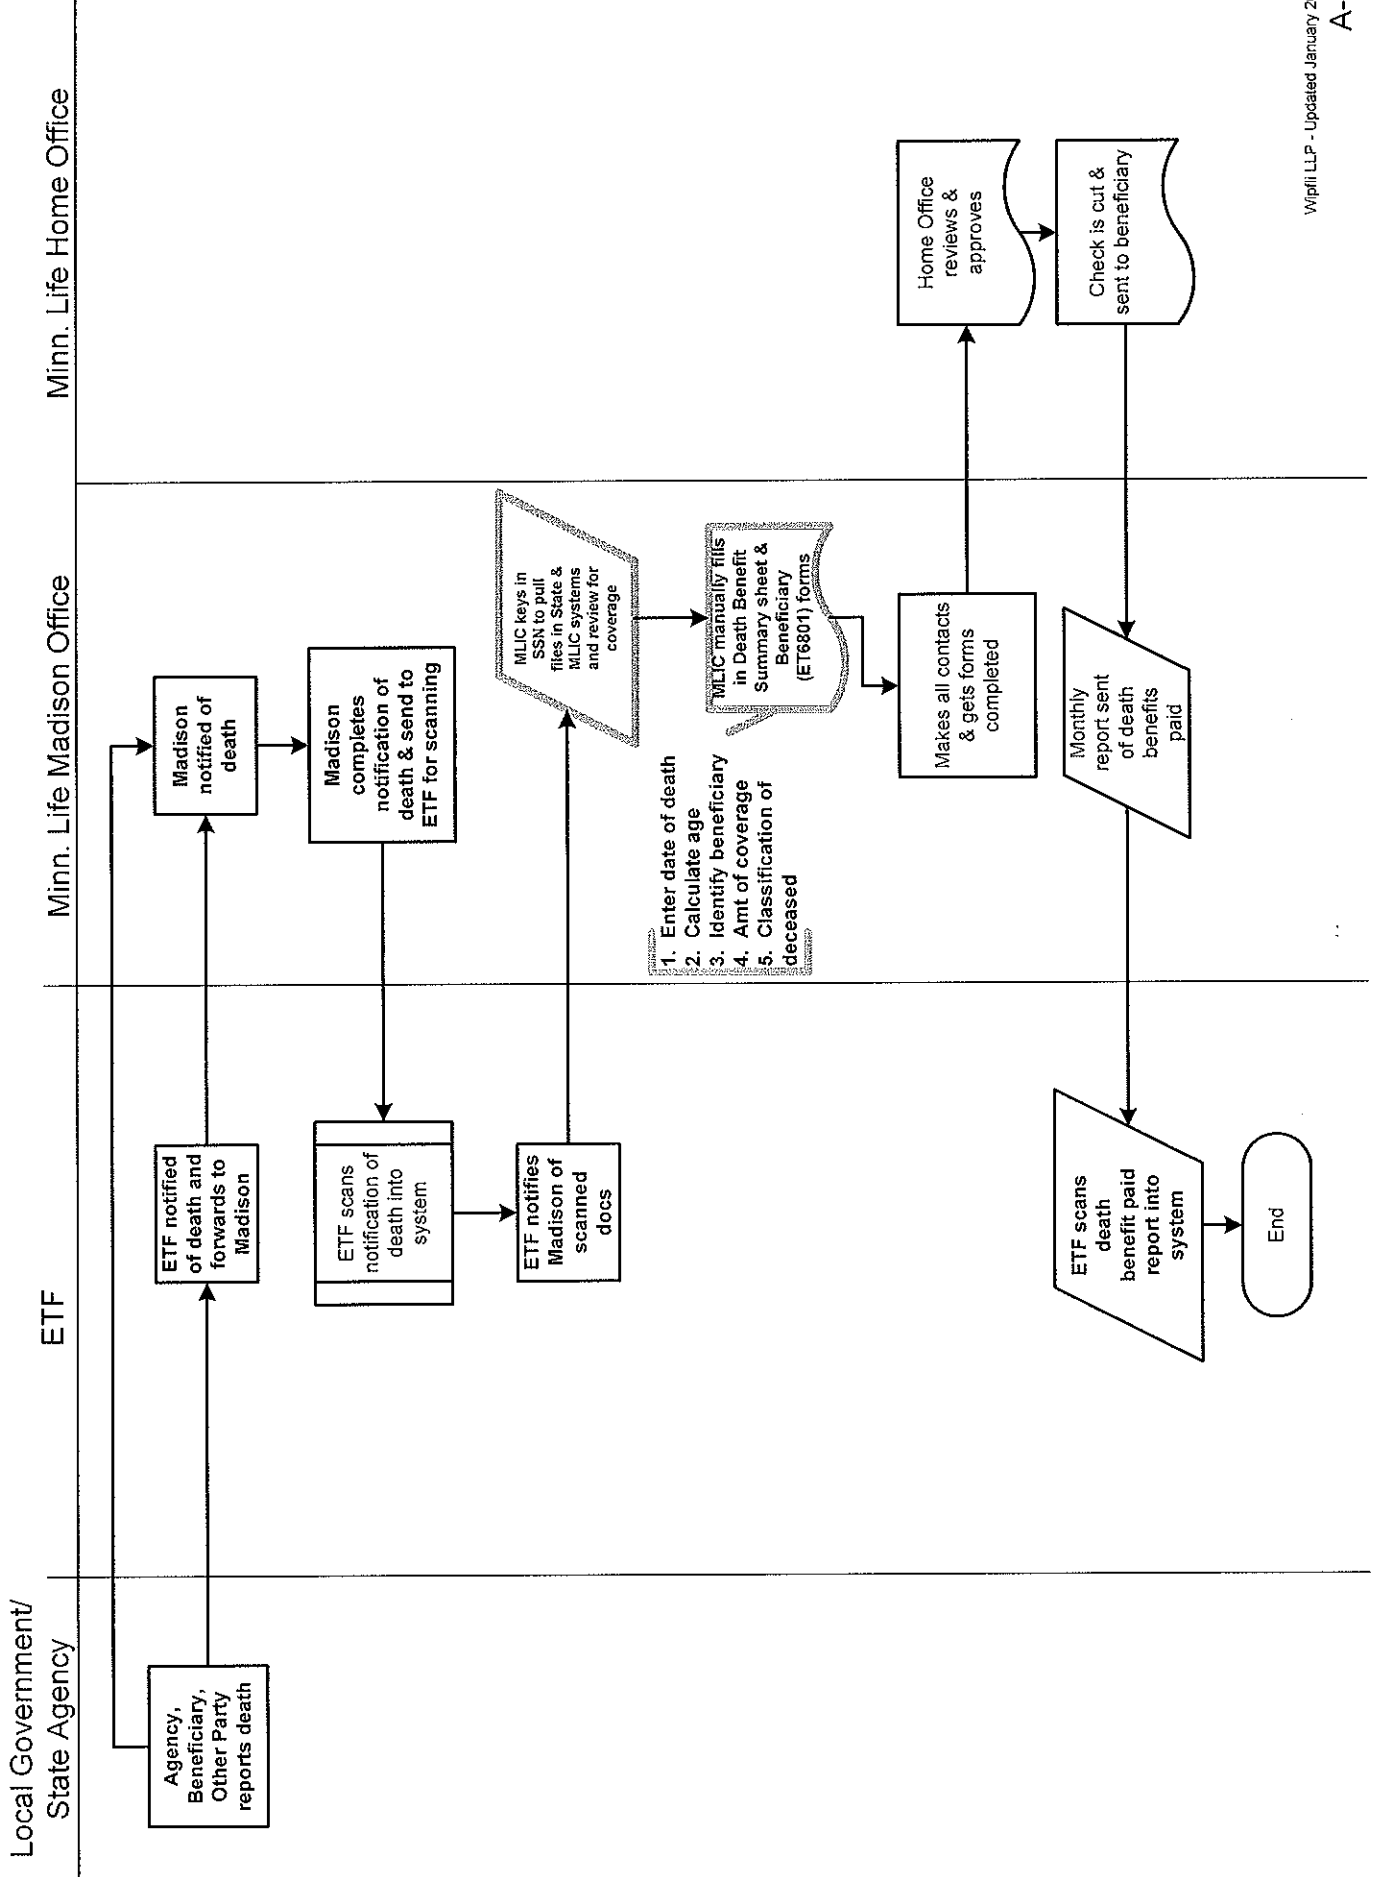 Local Government/
State Agency
ETF
Minn. Life Madison Office
Minn. Life Home Office
Agency,
Beneficiary,
Other Party
reports death
ETF notified
of death and
forwards to
Madison
Madison
notified of
death
Madison
completes
notification of
death & send to
ETF for scanning
ETF scans
notification of
death into
system
ETF notifies
Madison of
scanned
docs
MLIC keys in
SSN to pull
files in State &
MLIC systems
and review for
coverage
1. Enter date of death
2. Calculate age
3. Identify beneficiary
4. Amt of coverage
5. Classification of
deceased
MLIC manually fills
in Death Benefit
Summary sheet &
Beneficiary
(ET6801) forms
Makes all contacts
& gets forms
completed
Home Office
reviews &
approves
Check is cut &
sent to beneficiary
Monthly
report sent
of death
benefits
paid
ETF scans
death
benefit paid
report into
system
End
Wipfli LLP - Updated January
A-